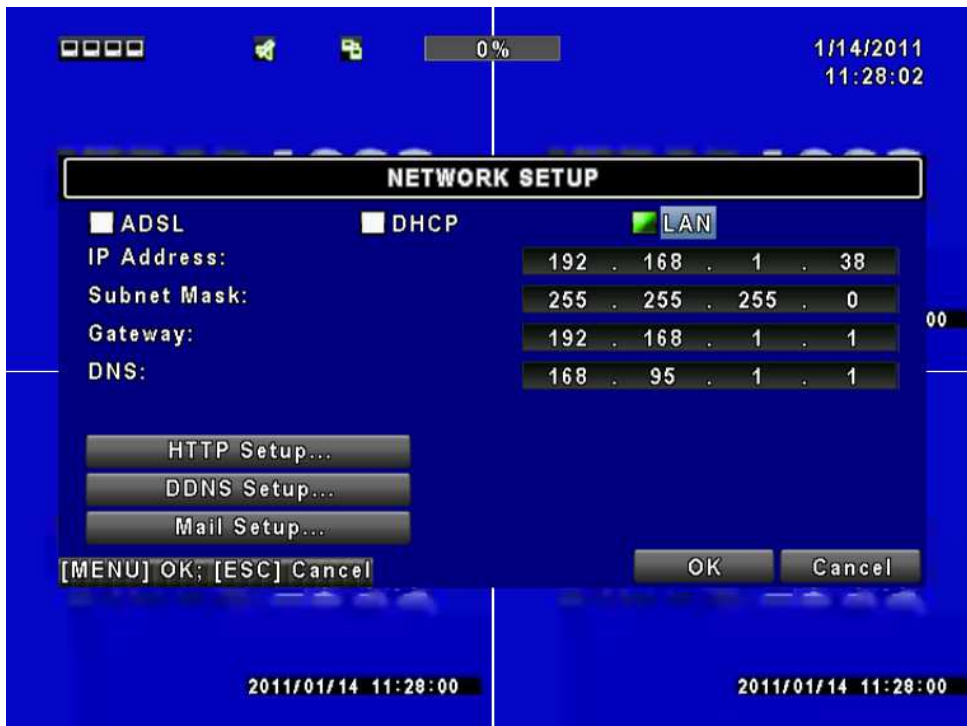 0%
1/14/2011
11:28:02
NETWORK SETUP
ADSL DHCP LAN
IP Address: 192 . 168 . 1 . 38
Subnet Mask: 255 . 255 . 255 . 0
Gateway: 192 . 168 . 1 . 1
DNS: 168 . 95 . 1 . 1
00
HTTP Setup...
DDNS Setup...
Mail Setup...
[MENU] OK; [ESC] Cancel
OK Cancel
2011/01/14 11:28:00 2011/01/14 11:28:00